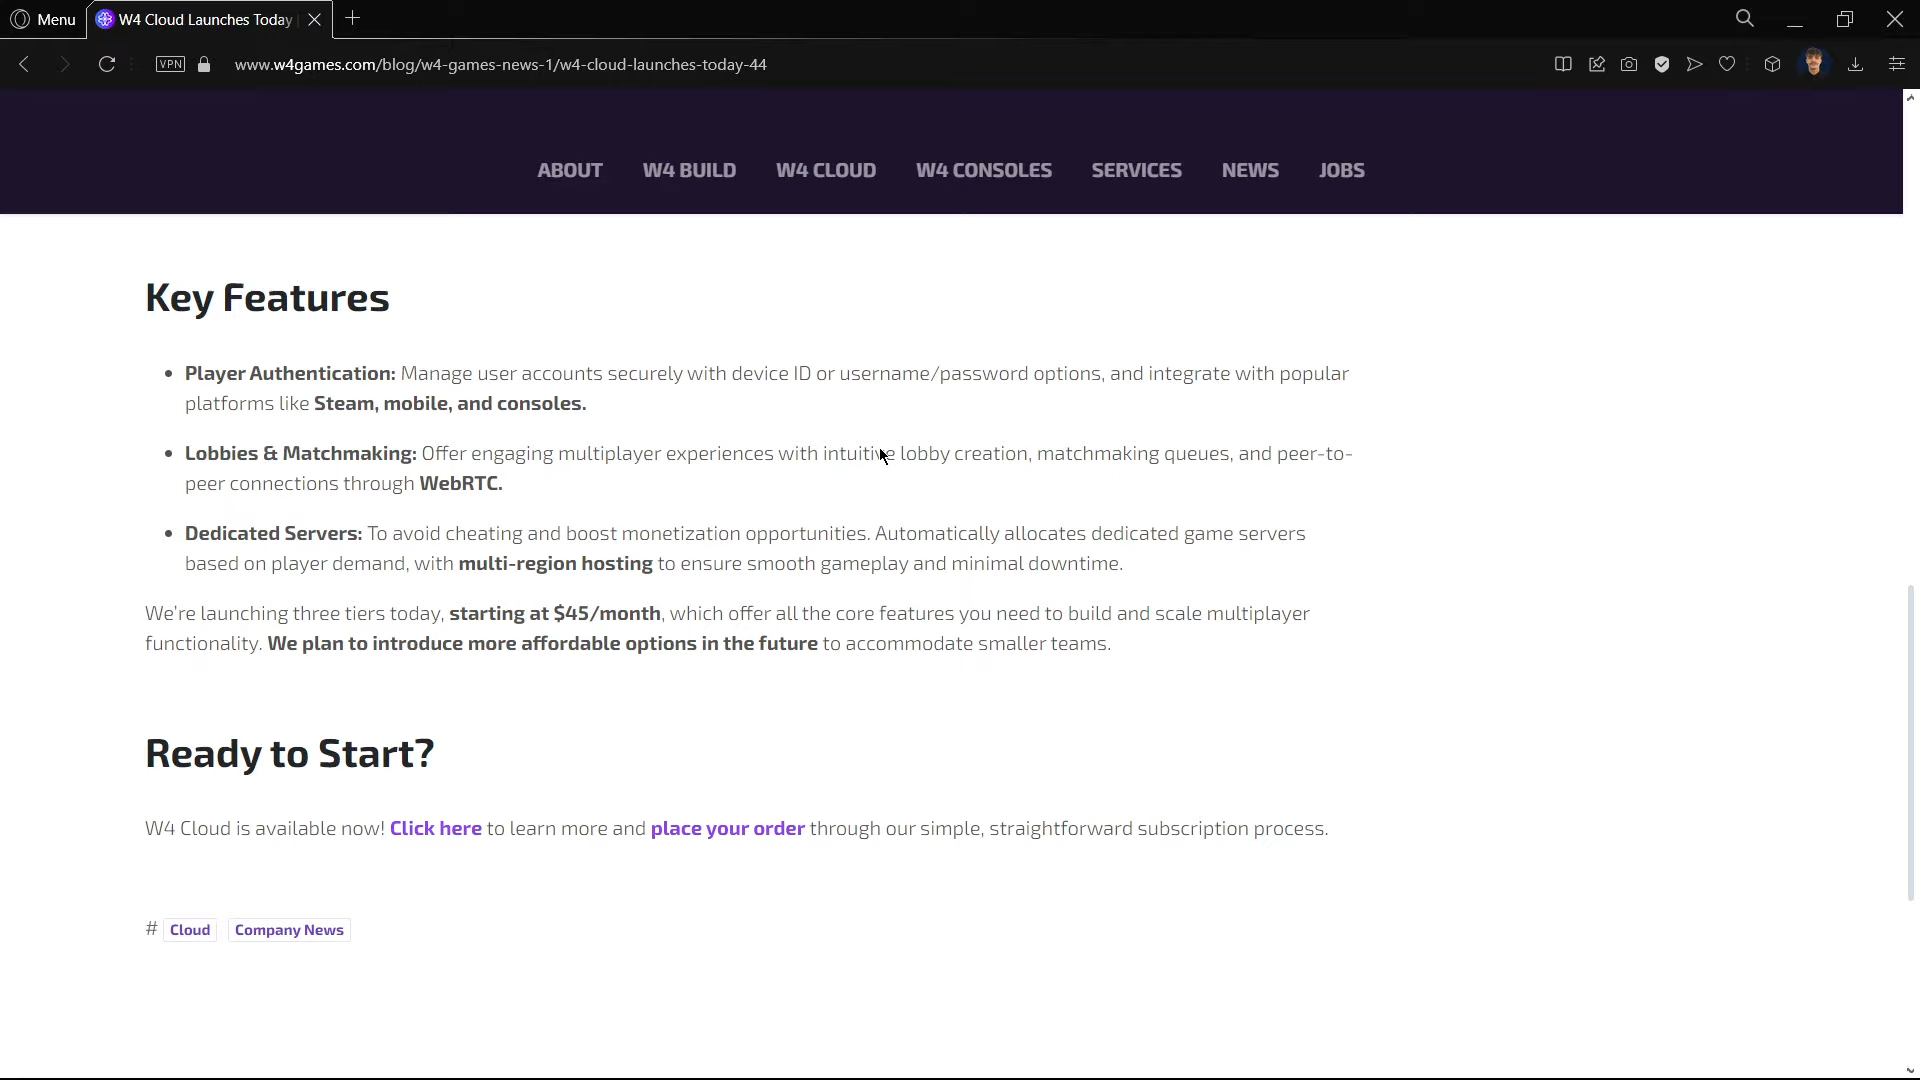 Menu
W4 Cloud Launches Today
VPN
www.w4games.com/blog/w4-games-news-1/w4-cloud-launches-today-44
ABOUT W4 BUILD W4 CLOUD W4 CONSOLES SERVICES NEWS JOBS
Key Features
• Player Authentication: Manage user accounts securely with device ID or username/password options, and integrate with popular
platforms like Steam, mobile, and consoles.
• Lobbies & Matchmaking: Offer engaging multiplayer experiences with intuitive lobby creation, matchmaking queues, and peer-to-
peer connections through WebRTC.
• Dedicated Servers: To avoid cheating and boost monetization opportunities. Automatically allocates dedicated game servers
based on player demand, with multi-region hosting to ensure smooth gameplay and minimal downtime.
We're launching three tiers today, starting at $45/month, which offer all the core features you need to build and scale multiplayer
functionality. We plan to introduce more affordable options in the future to accommodate smaller teams.
Ready to Start?
W4 Cloud is available now! Click here to learn more and place your order through our simple, straightforward subscription process.
# Cloud Company News